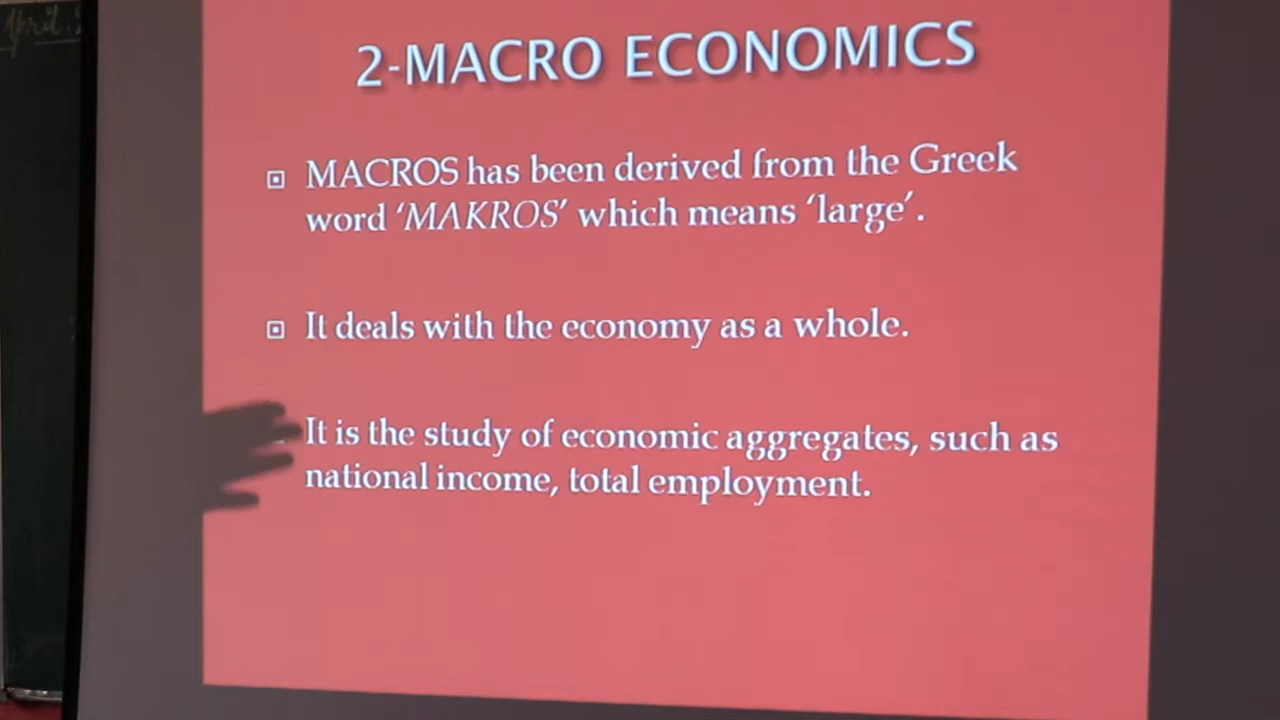 April
2-MACRO ECONOMICS
MACROS has been derived from the Greek
word ‘MAKROS’ which means ‘large’.
It deals with the economy as a whole.
It is the study of economic aggregates, such as
national income, total employment.